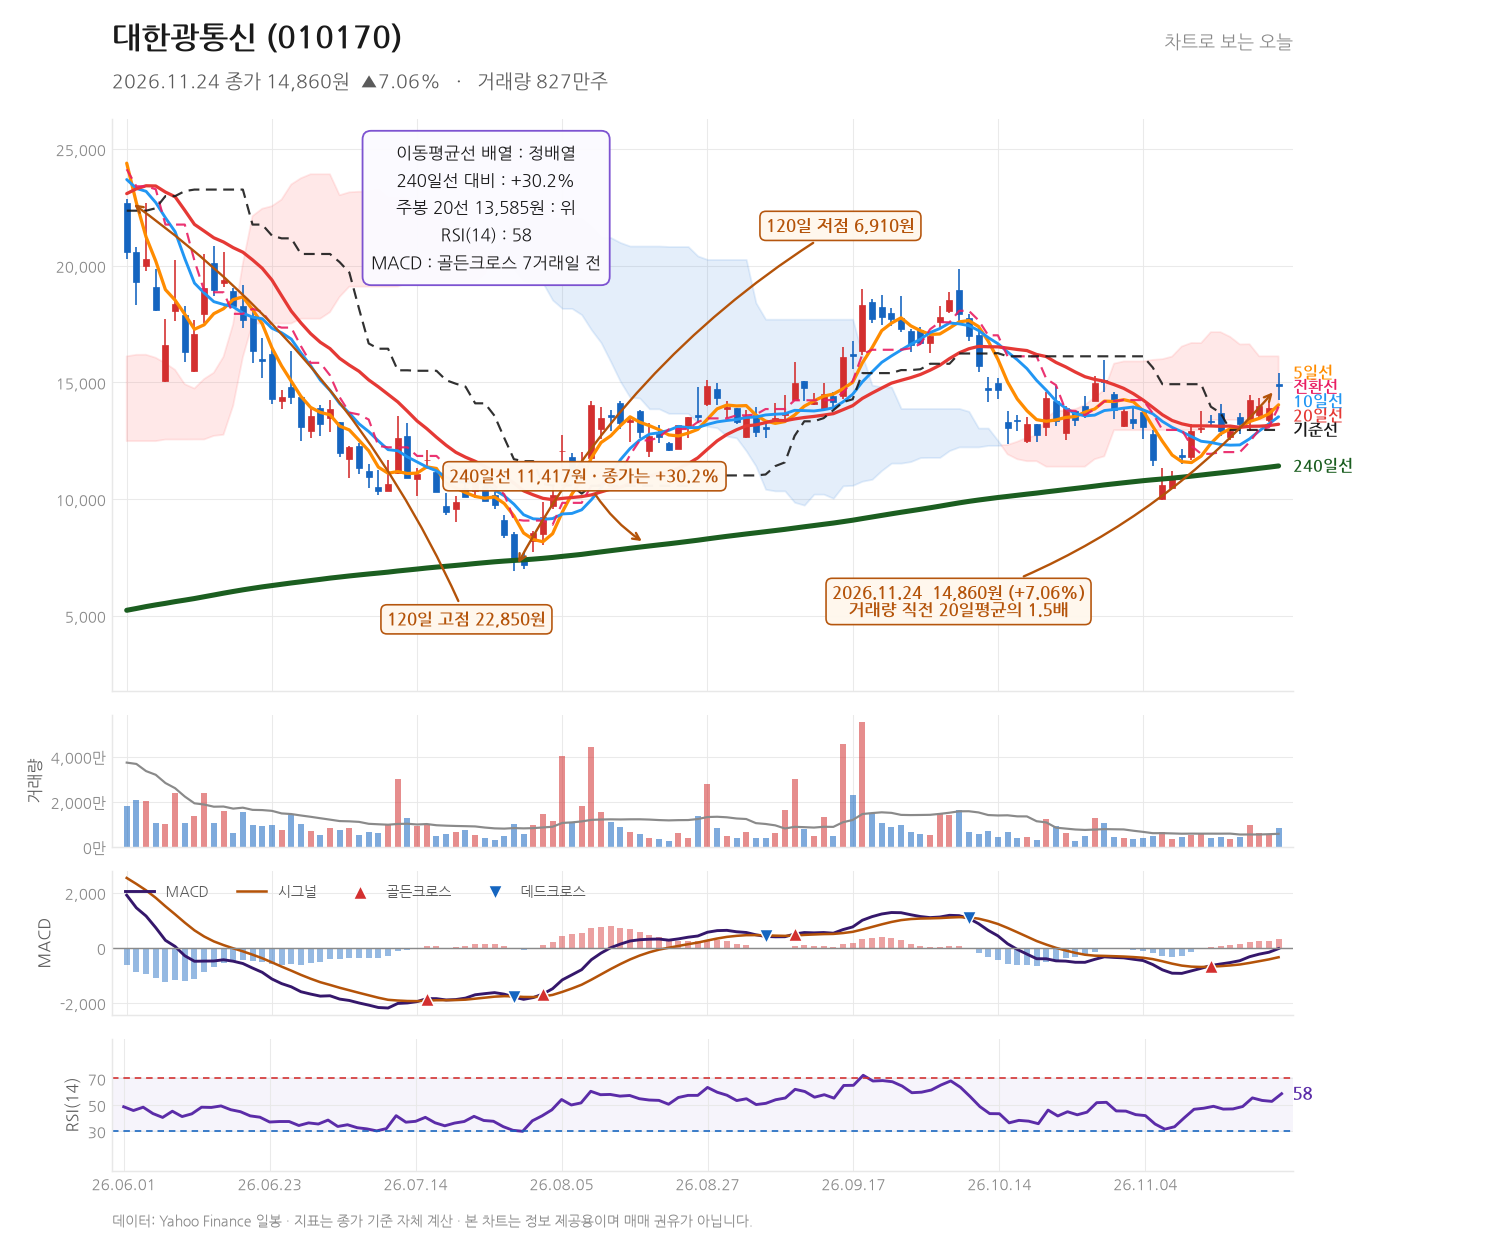 대한광통신 (010170)
차트로 보는 오늘
2026.11.24 종가 14,860원 ▲7.06% · 거래량 827만주
이동평균선 배열 : 정배열
240일선 대비 : +30.2%
주봉 20선 13,585원 : 위
RSI(14) : 58
MACD : 골든크로스 7거래일 전
120일 저점 6,910원
240일선 11,417원 · 종가는 +30.2%
120일 고점 22,850원
2026.11.24 14,860원 (+7.06%)
거래량 직전 20일평균의 1.5배
25,000
20,000
15,000
10,000
5,000
5일선
전환선
10일선
20일선
기준선
240일선
거래량
4,000만
2,000만
0만
MACD
MACD
시그널
▲ 골든크로스
▼ 데드크로스
2,000
0
-2,000
RSI(14)
70
50
30
58
26.06.01
26.06.23
26.07.14
26.08.05
26.08.27
26.09.17
26.10.14
26.11.04
데이터: Yahoo Finance 일봉 · 지표는 종가 기준 자체 계산 · 본 차트는 정보 제공용이며 매매 권유가 아닙니다.